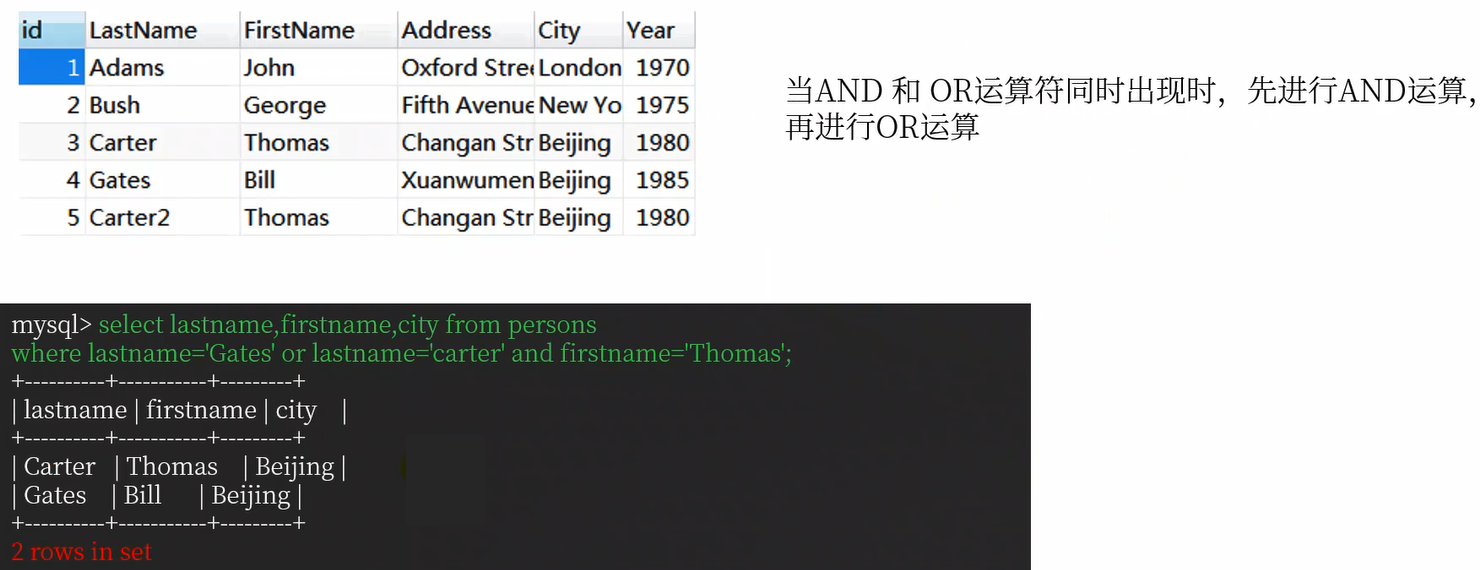 id LastName FirstName Address City Year
1 Adams John Oxford Stree London 1970
2 Bush George Fifth Avenue New Yo 1975
3 Carter Thomas Changan Str Beijing 1980
4 Gates Bill Xuanwumen Beijing 1985
5 Carter2 Thomas Changan Str Beijing 1980
当AND 和 OR运算符同时出现时，先进行AND运算，
再进行OR运算
mysql> select lastname,firstname,city from persons
where lastname='Gates' or lastname='carter' and firstname='Thomas';
+----------+-----------+---------+
| lastname | firstname | city |
+----------+-----------+---------+
| Carter | Thomas | Beijing |
| Gates | Bill | Beijing |
+----------+-----------+---------+
2 rows in set